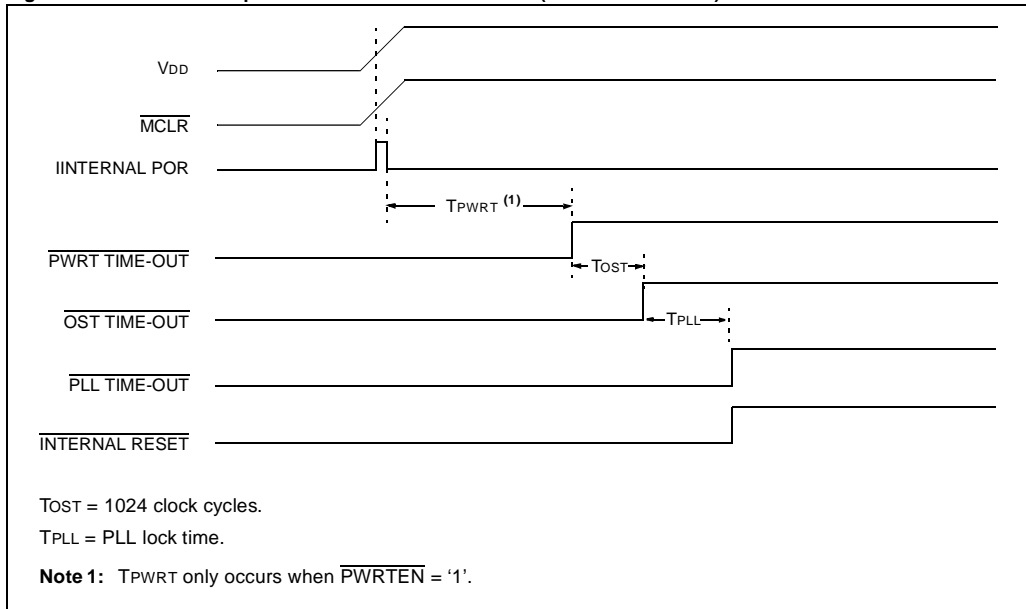 VDD
MCLR
IINTERNAL POR
TPWRT (1)
PWRT TIME-OUT
TOST
OST TIME-OUT
TPLL
PLL TIME-OUT
INTERNAL RESET
TOST = 1024 clock cycles.
TPLL = PLL lock time.
Note 1: TPWRT only occurs when PWRTEN = '1'.